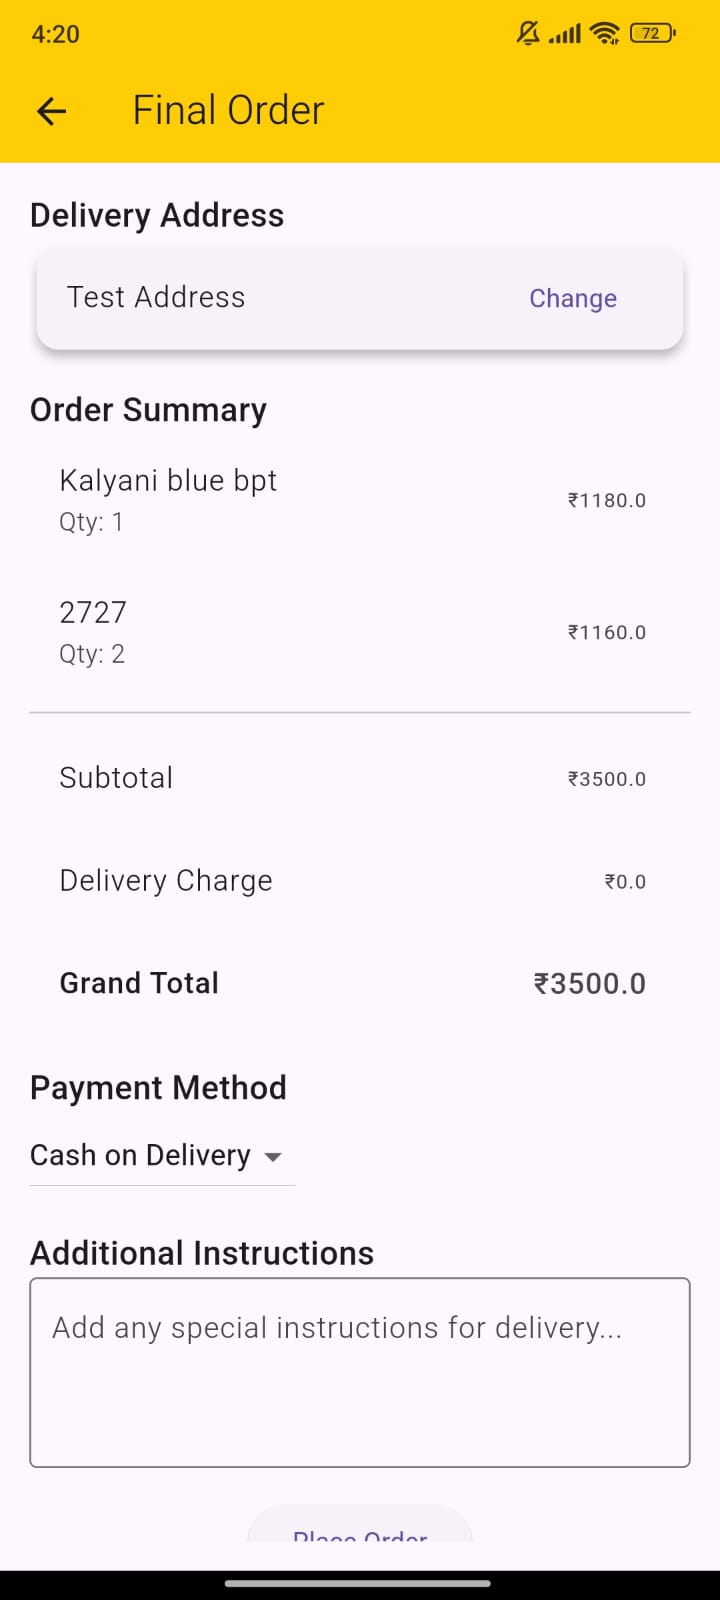 4:20
72
Final Order
Delivery Address
Test Address
Change
Order Summary
Kalyani blue bpt
Qty: 1
₹1180.0
2727
Qty: 2
₹1160.0
Subtotal
₹3500.0
Delivery Charge
₹0.0
Grand Total
₹3500.0
Payment Method
Cash on Delivery
Additional Instructions
Add any special instructions for delivery...
Place Order